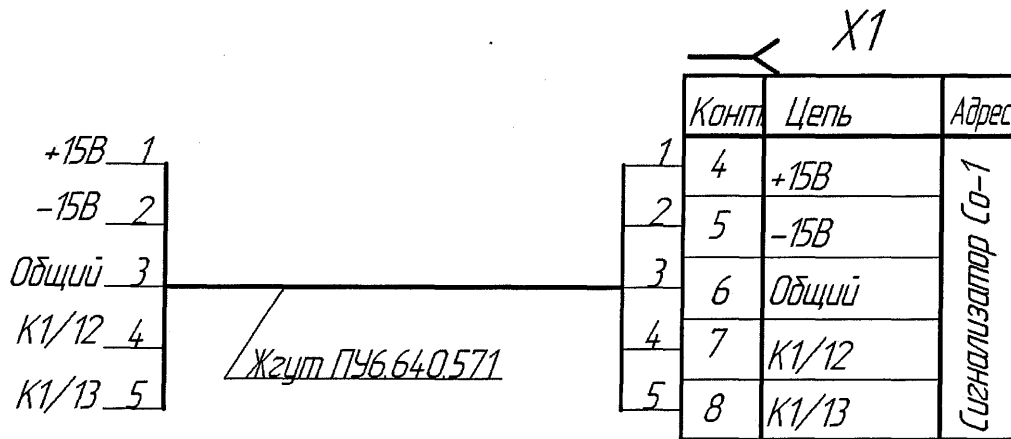 X1
Конт. Цепь Адрес
+15В 1
1 4 +15В
-15В 2
2 5 -15В
Общий 3
3 6 Общий
К1/12 4
4 7 К1/12
К1/13 5
5 8 К1/13
Жгут ПУ6.640.571
Сигнализатор Со-1